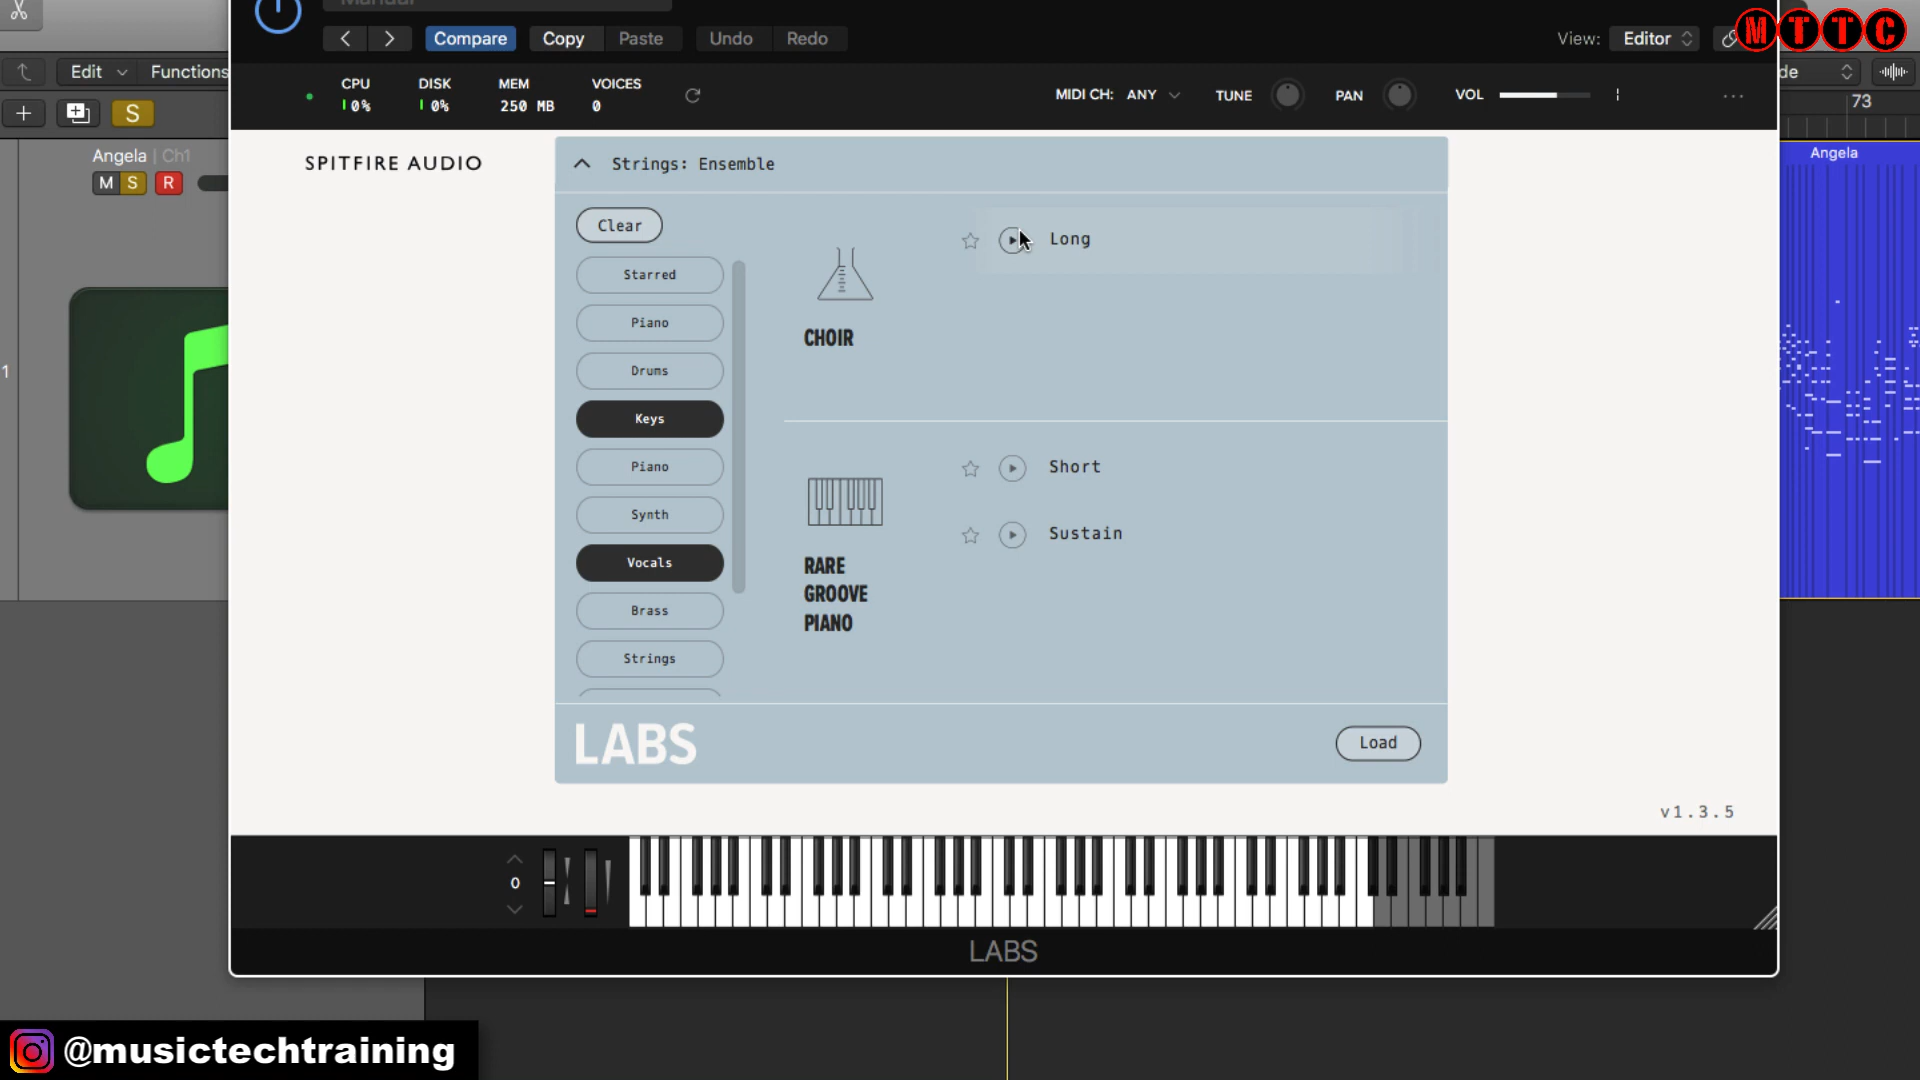 Manual
Compare
Copy
Paste
Undo
Redo
View:
Editor
MTTC
Edit
Functions
de
CPU
DISK
MEM
VOICES
0%
0%
250 MB
0
MIDI CH:
ANY
TUNE
PAN
VOL
...
73
S
Angela | Ch1
M
S
R
Angela
SPITFIRE AUDIO
Strings: Ensemble
Clear
Starred
Piano
Drums
Keys
Piano
Synth
Vocals
Brass
Strings
Long
CHOIR
Short
Sustain
RARE
GROOVE
PIANO
1
LABS
Load
v1.3.5
0
LABS
@musictechtraining